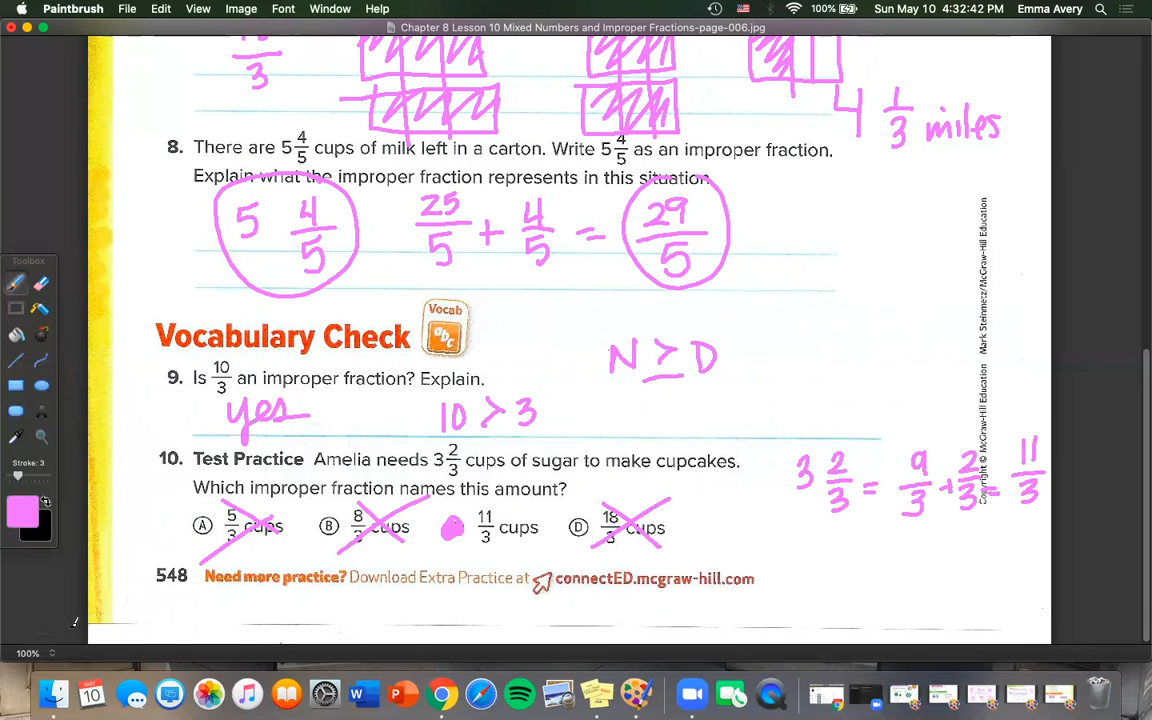 Paintbrush File Edit View Image Font Window Help 100% Sun May 10 4:32:42 PM Emma Avery
Chapter 8 Lesson 10 Mixed Numbers and Improper Fractions-page-006.jpg
3
4 1/3 miles
8. There are 5 4/5 cups of milk left in a carton. Write 5 4/5 as an improper fraction.
Explain what the improper fraction represents in this situation.
5 4/5 25/5 + 4/5 = 29/5
Toolbox
Stroke: 3
Vocabulary Check
Vocab
abc
N ≥ D
9. Is 10/3 an improper fraction? Explain.
yes 10 > 3
10. Test Practice Amelia needs 3 2/3 cups of sugar to make cupcakes.
Which improper fraction names this amount?
3 2/3 = 9/3 + 2/3 = 11/3
A 5/3 cups B 8/3 cups 11/3 cups D 18/3 cups
548 Need more practice? Download Extra Practice at connectED.mcgraw-hill.com
Copyright © McGraw-Hill Education Mark Steinmetz/McGraw-Hill Education
100%
MAY 10